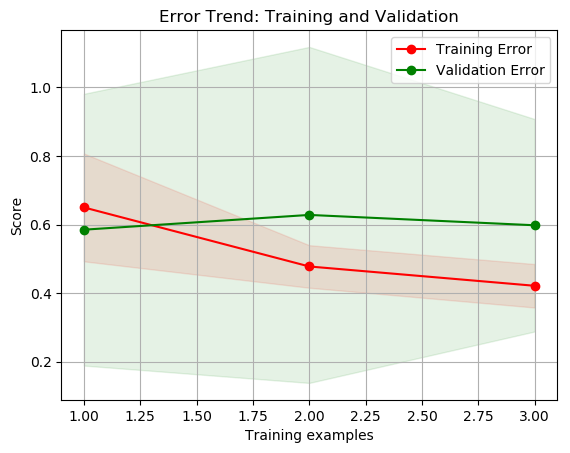 Error Trend: Training and Validation
Training Error
Validation Error
Score
1.0
0.8
0.6
0.4
0.2
1.00 1.25 1.50 1.75 2.00 2.25 2.50 2.75 3.00
Training examples